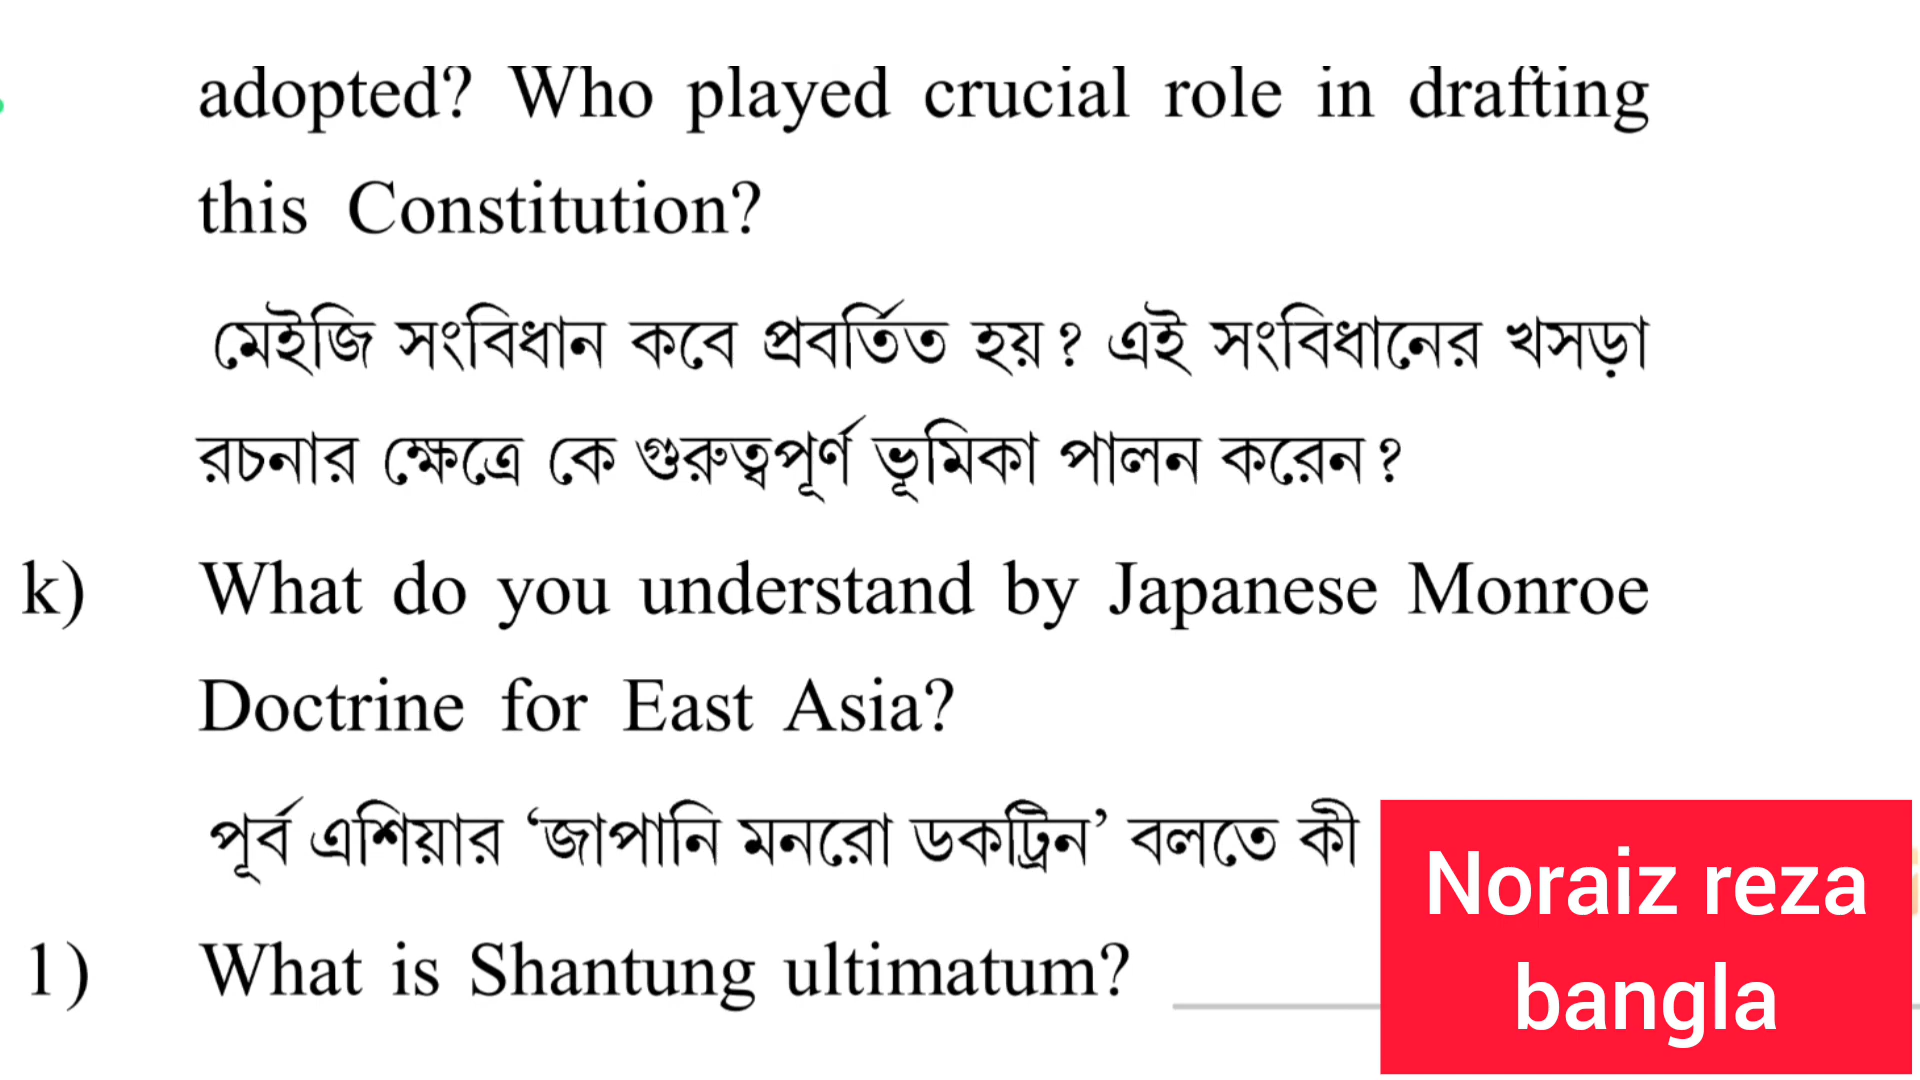 adopted? Who played crucial role in drafting
this Constitution?
মেইজি সংবিধান কবে প্রবর্তিত হয়? এই সংবিধানের খসড়া
রচনার ক্ষেত্রে কে গুরুত্বপূর্ণ ভূমিকা পালন করেন?
k) What do you understand by Japanese Monroe
Doctrine for East Asia?
পূর্ব এশিয়ার ‘জাপানি মনরো ডকট্রিন’ বলতে কী
l) What is Shantung ultimatum?
Noraiz reza
bangla